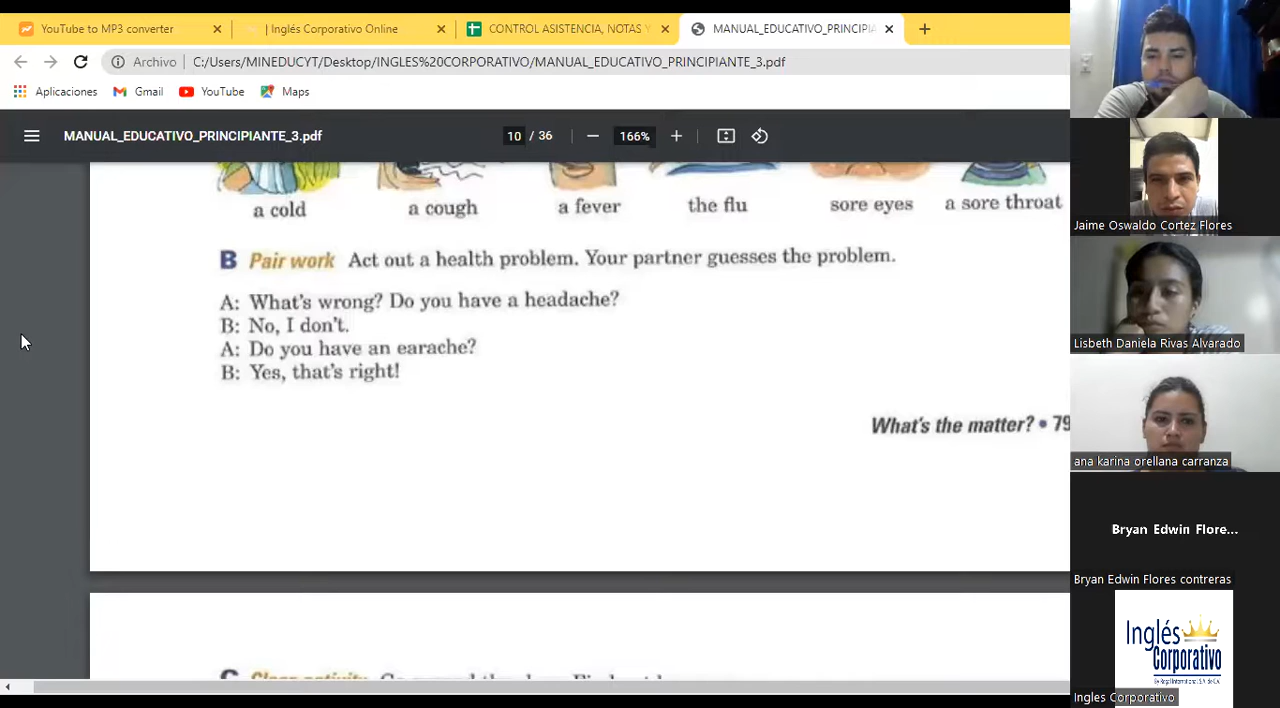 YouTube to MP3 converter
| Inglés Corporativo Online
CONTROL ASISTENCIA, NOTAS Y
MANUAL_EDUCATIVO_PRINCIPIA
Archivo
C:/Users/MINEDUCYT/Desktop/INGLES%20CORPORATIVO/MANUAL_EDUCATIVO_PRINCIPIANTE_3.pdf
Aplicaciones
Gmail
YouTube
Maps
MANUAL_EDUCATIVO_PRINCIPIANTE_3.pdf
10 / 36
166%
a cold
a cough
a fever
the flu
sore eyes
a sore throat
B Pair work Act out a health problem. Your partner guesses the problem.
A: What's wrong? Do you have a headache?
B: No, I don't.
A: Do you have an earache?
B: Yes, that's right!
What's the matter? • 79
Jaime Oswaldo Cortez Flores
Lisbeth Daniela Rivas Alvarado
ana karina orellana carranza
Bryan Edwin Flore...
Bryan Edwin Flores contreras
Inglés
Corporativo
Ingles Corporativo